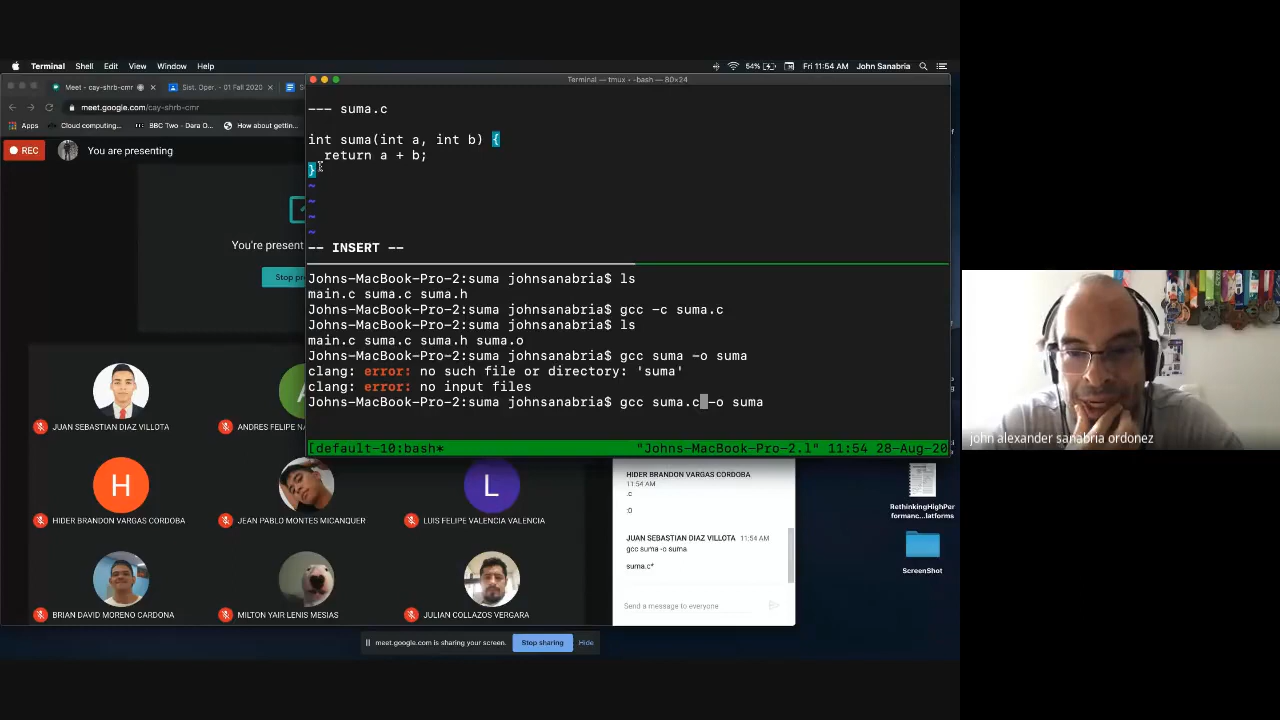 Terminal Shell Edit View Window Help
54% Fri 11:54 AM John Sanabria
Meet - cay-shrb-cmr
Sist. Oper. - 01 Fall 2020
Terminal — tmux • -bash — 80×24
meet.google.com/cay-shrb-cmr
Apps Cloud computing... BBC Two - Dara O... How about getting...
REC You are presenting
You're present
Stop pr
--- suma.c
int suma(int a, int b) {
return a + b;
}
~
~
~
~
-- INSERT --
Johns-MacBook-Pro-2:suma johnsanabria$ ls
main.c suma.c suma.h
Johns-MacBook-Pro-2:suma johnsanabria$ gcc -c suma.c
Johns-MacBook-Pro-2:suma johnsanabria$ ls
main.c suma.c suma.h suma.o
Johns-MacBook-Pro-2:suma johnsanabria$ gcc suma -o suma
clang: error: no such file or directory: 'suma'
clang: error: no input files
Johns-MacBook-Pro-2:suma johnsanabria$ gcc suma.c -o suma
[default-10:bash* "Johns-MacBook-Pro-2.l" 11:54 28-Aug-20
A
JUAN SEBASTIAN DIAZ VILLOTA
ANDRES FELIPE NA
H
L
HIDER BRANDON VARGAS CORDOBA
JEAN PABLO MONTES MICANQUER
LUIS FELIPE VALENCIA VALENCIA
BRIAN DAVID MORENO CARDONA
MILTON YAIR LENIS MESIAS
JULIAN COLLAZOS VERGARA
HIDER BRANDON VARGAS CORDOBA
11:54 AM
.c
:O
JUAN SEBASTIAN DIAZ VILLOTA 11:54 AM
gcc suma -o suma
suma.c*
Send a message to everyone
meet.google.com is sharing your screen. Stop sharing Hide
john alexander sanabria ordonez
RethinkingHighPer
formanc...latforms
ScreenShot